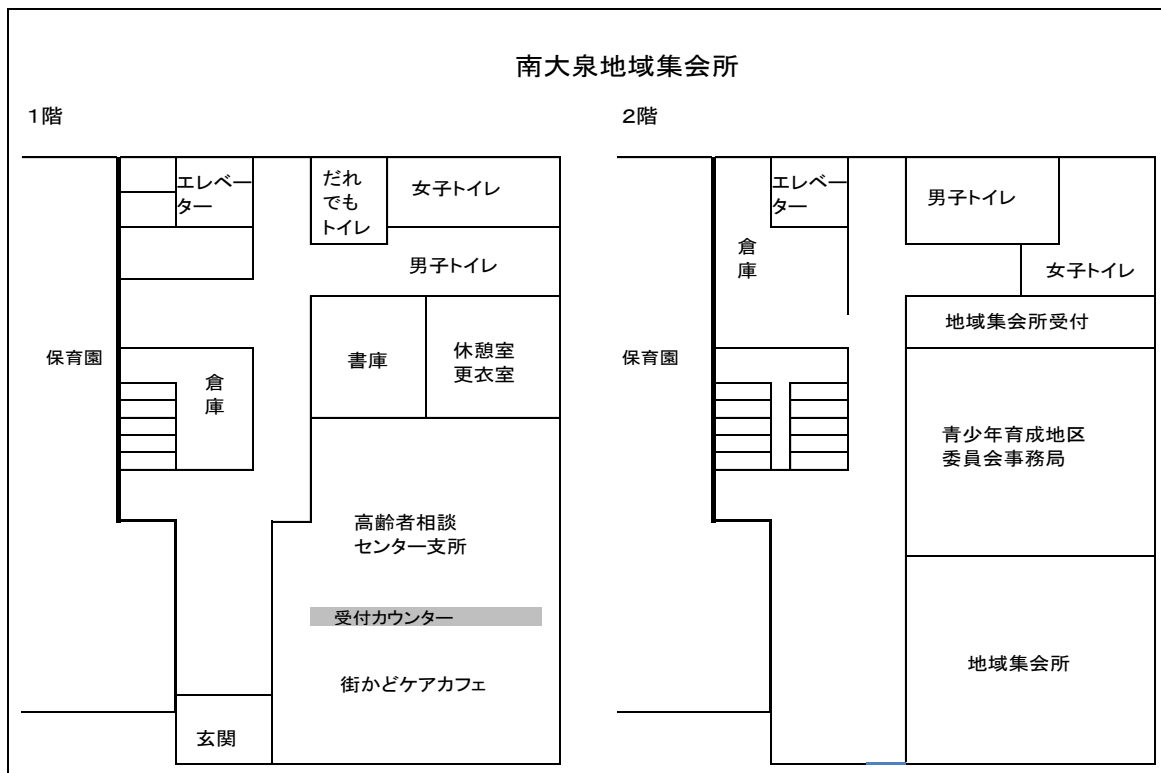 南大泉地域集会所
1階
エレベー
ター
だれ
でも
トイレ
女子トイレ
男子トイレ
保育園
倉
庫
書庫
休憩室
更衣室
高齢者相談
センター支所
受付カウンター
街かどケアカフェ
玄関
2階
エレベー
ター
男子トイレ
倉
庫
女子トイレ
地域集会所受付
保育園
青少年育成地区
委員会事務局
地域集会所